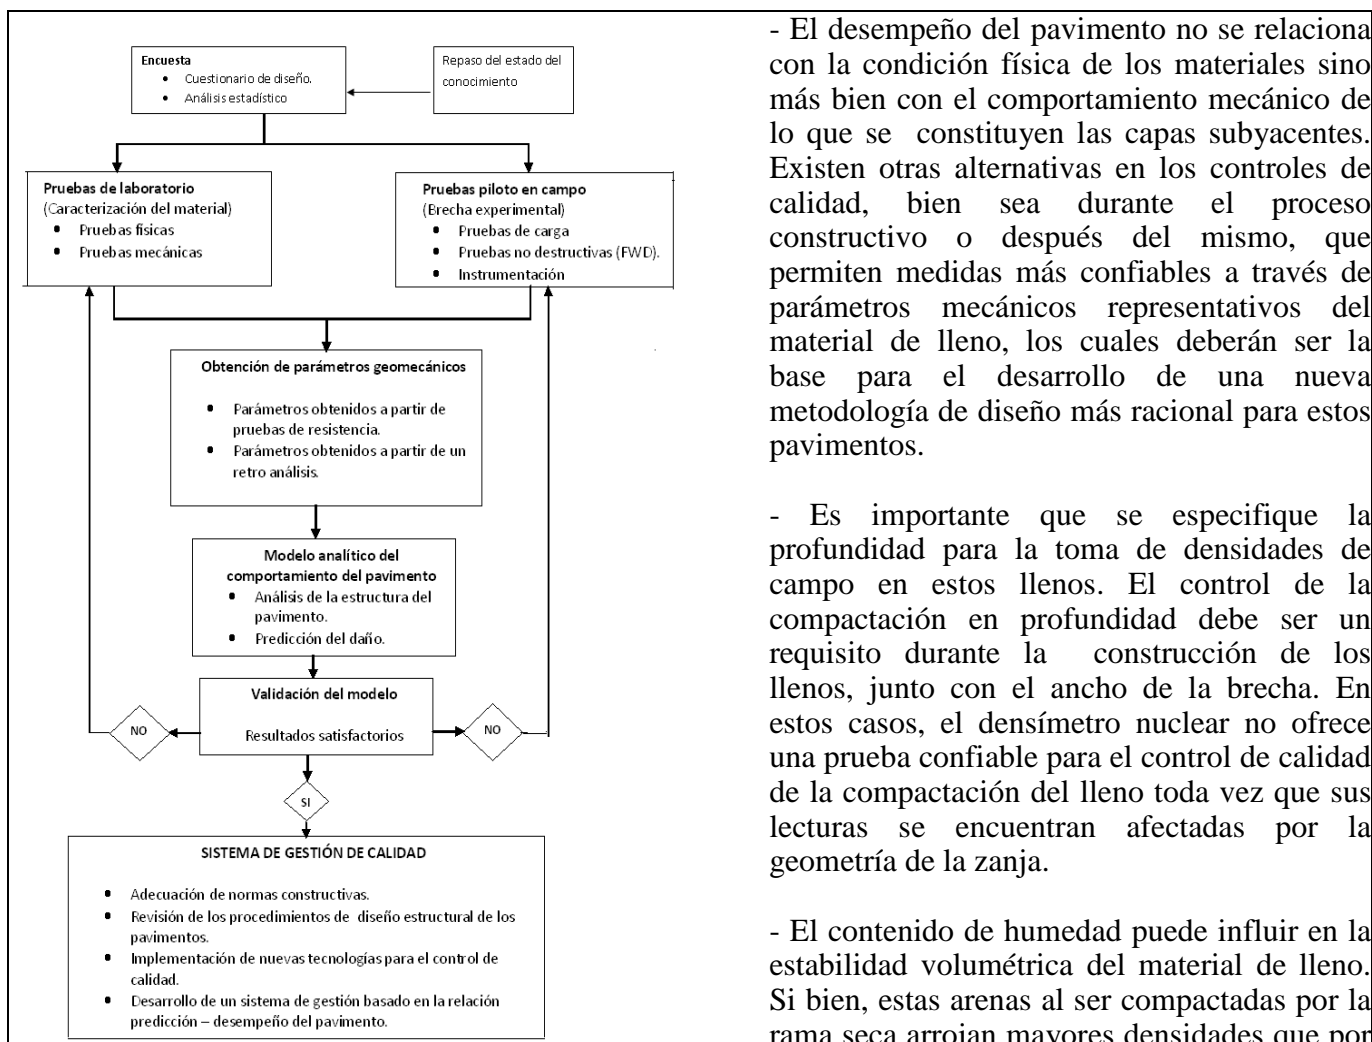 Encuesta
• Cuestionario de diseño.
• Análisis estadístico
Repaso del estado del
conocimiento
Pruebas de laboratorio
(Caracterización del material)
• Pruebas físicas
• Pruebas mecánicas
Pruebas piloto en campo
(Brecha experimental)
• Pruebas de carga
• Pruebas no destructivas (FWD).
• Instrumentación
Obtención de parámetros geomecánicos
• Parámetros obtenidos a partir de
pruebas de resistencia.
• Parámetros obtenidos a partir de un
retro análisis.
Modelo analítico del
comportamiento del pavimento
• Análisis de la estructura del
pavimento.
• Predicción del daño.
Validación del modelo
Resultados satisfactorios
NO
NO
SI
SISTEMA DE GESTIÓN DE CALIDAD
• Adecuación de normas constructivas.
• Revisión de los procedimientos de diseño estructural de los
pavimentos.
• Implementación de nuevas tecnologías para el control de
calidad.
• Desarrollo de un sistema de gestión basado en la relación
predicción – desempeño del pavimento.
- El desempeño del pavimento no se relaciona
con la condición física de los materiales sino
más bien con el comportamiento mecánico de
lo que se constituyen las capas subyacentes.
Existen otras alternativas en los controles de
calidad, bien sea durante el proceso
constructivo o después del mismo, que
permiten medidas más confiables a través de
parámetros mecánicos representativos del
material de lleno, los cuales deberán ser la
base para el desarrollo de una nueva
metodología de diseño más racional para estos
pavimentos.
- Es importante que se especifique la
profundidad para la toma de densidades de
campo en estos llenos. El control de la
compactación en profundidad debe ser un
requisito durante la construcción de los
llenos, junto con el ancho de la brecha. En
estos casos, el densímetro nuclear no ofrece
una prueba confiable para el control de calidad
de la compactación del lleno toda vez que sus
lecturas se encuentran afectadas por la
geometría de la zanja.
- El contenido de humedad puede influir en la
estabilidad volumétrica del material de lleno.
Si bien, estas arenas al ser compactadas por la
rama seca arrojan mayores densidades que por